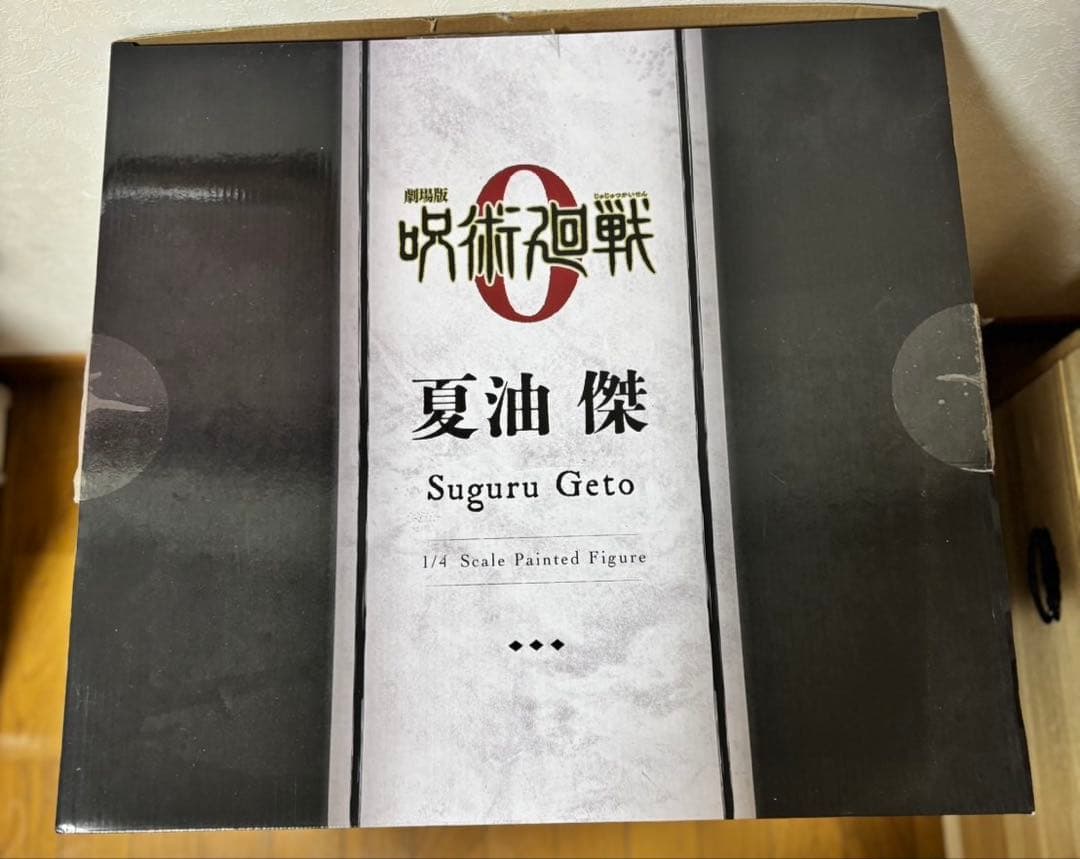 劇場版
じゅじゅつかいせん
呪術廻戦
0
夏油 傑
Suguru Geto
1/4 Scale Painted Figure